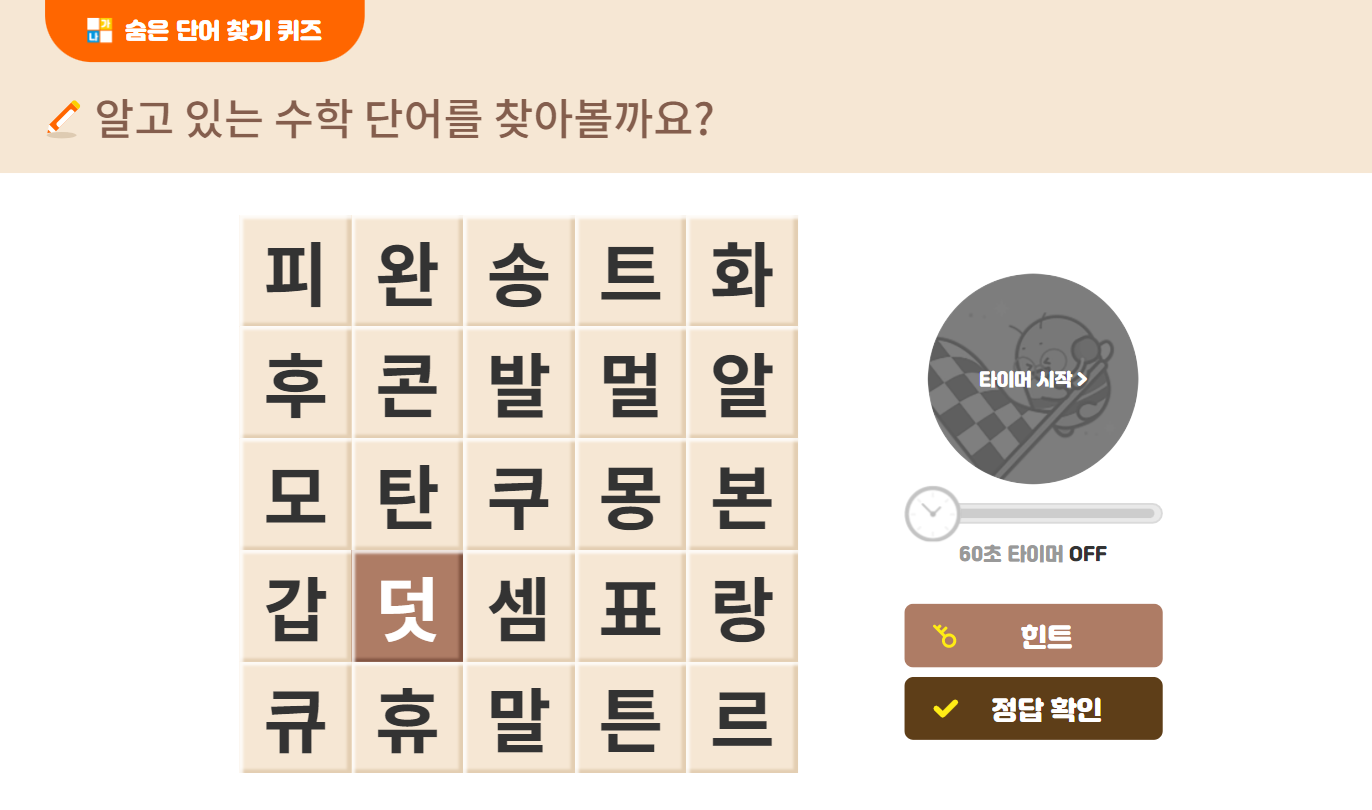 숨은 단어 찾기 퀴즈
알고 있는 수학 단어를 찾아볼까요?
피 완 송 트 화
후 콘 발 멀 알
모 탄 쿠 몽 본
갑 덧 셈 표 랑
큐 휴 말 튼 르
타이머 시작 >
60초 타이머 OFF
힌트
정답 확인